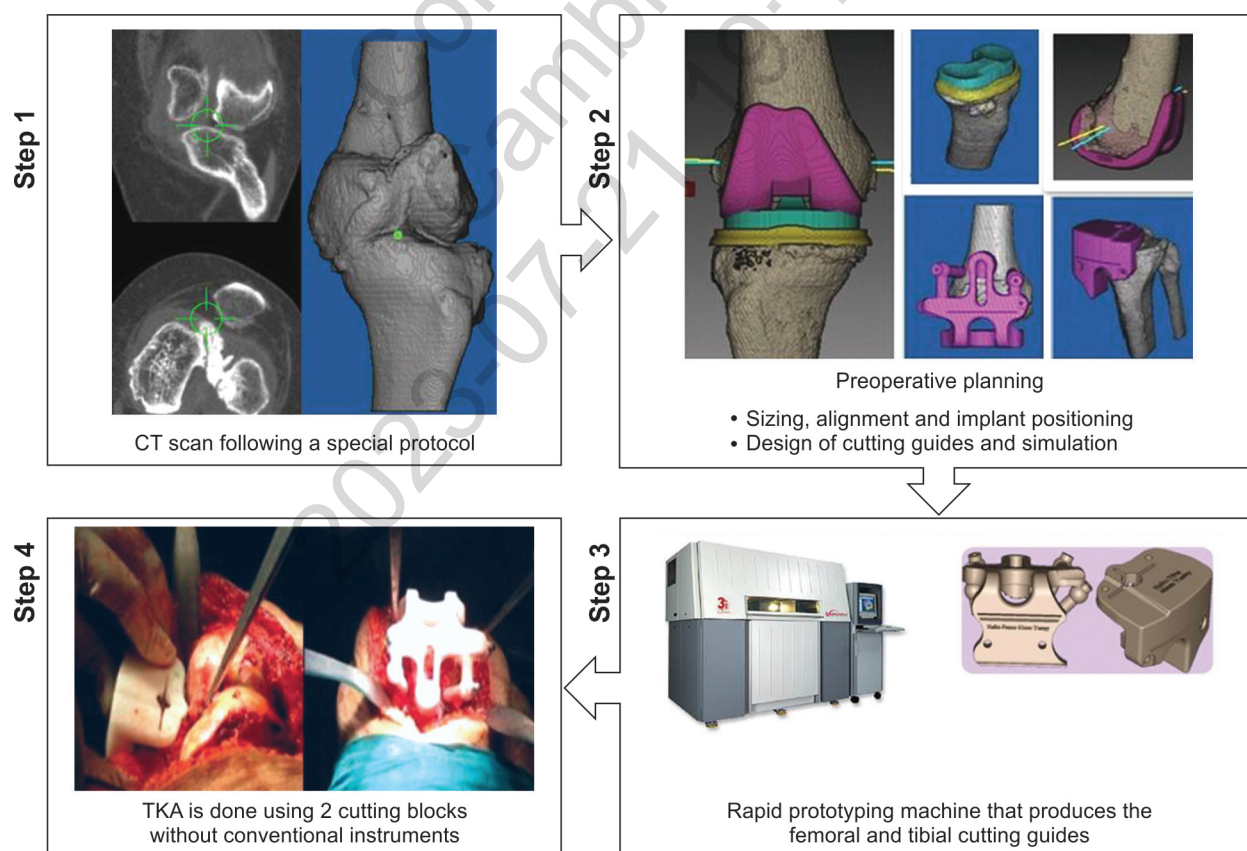 Step 1
CT scan following a special protocol
Step 2
Preoperative planning
• Sizing, alignment and implant positioning
• Design of cutting guides and simulation
Step 3
Rapid prototyping machine that produces the
femoral and tibial cutting guides
Step 4
TKA is done using 2 cutting blocks
without conventional instruments